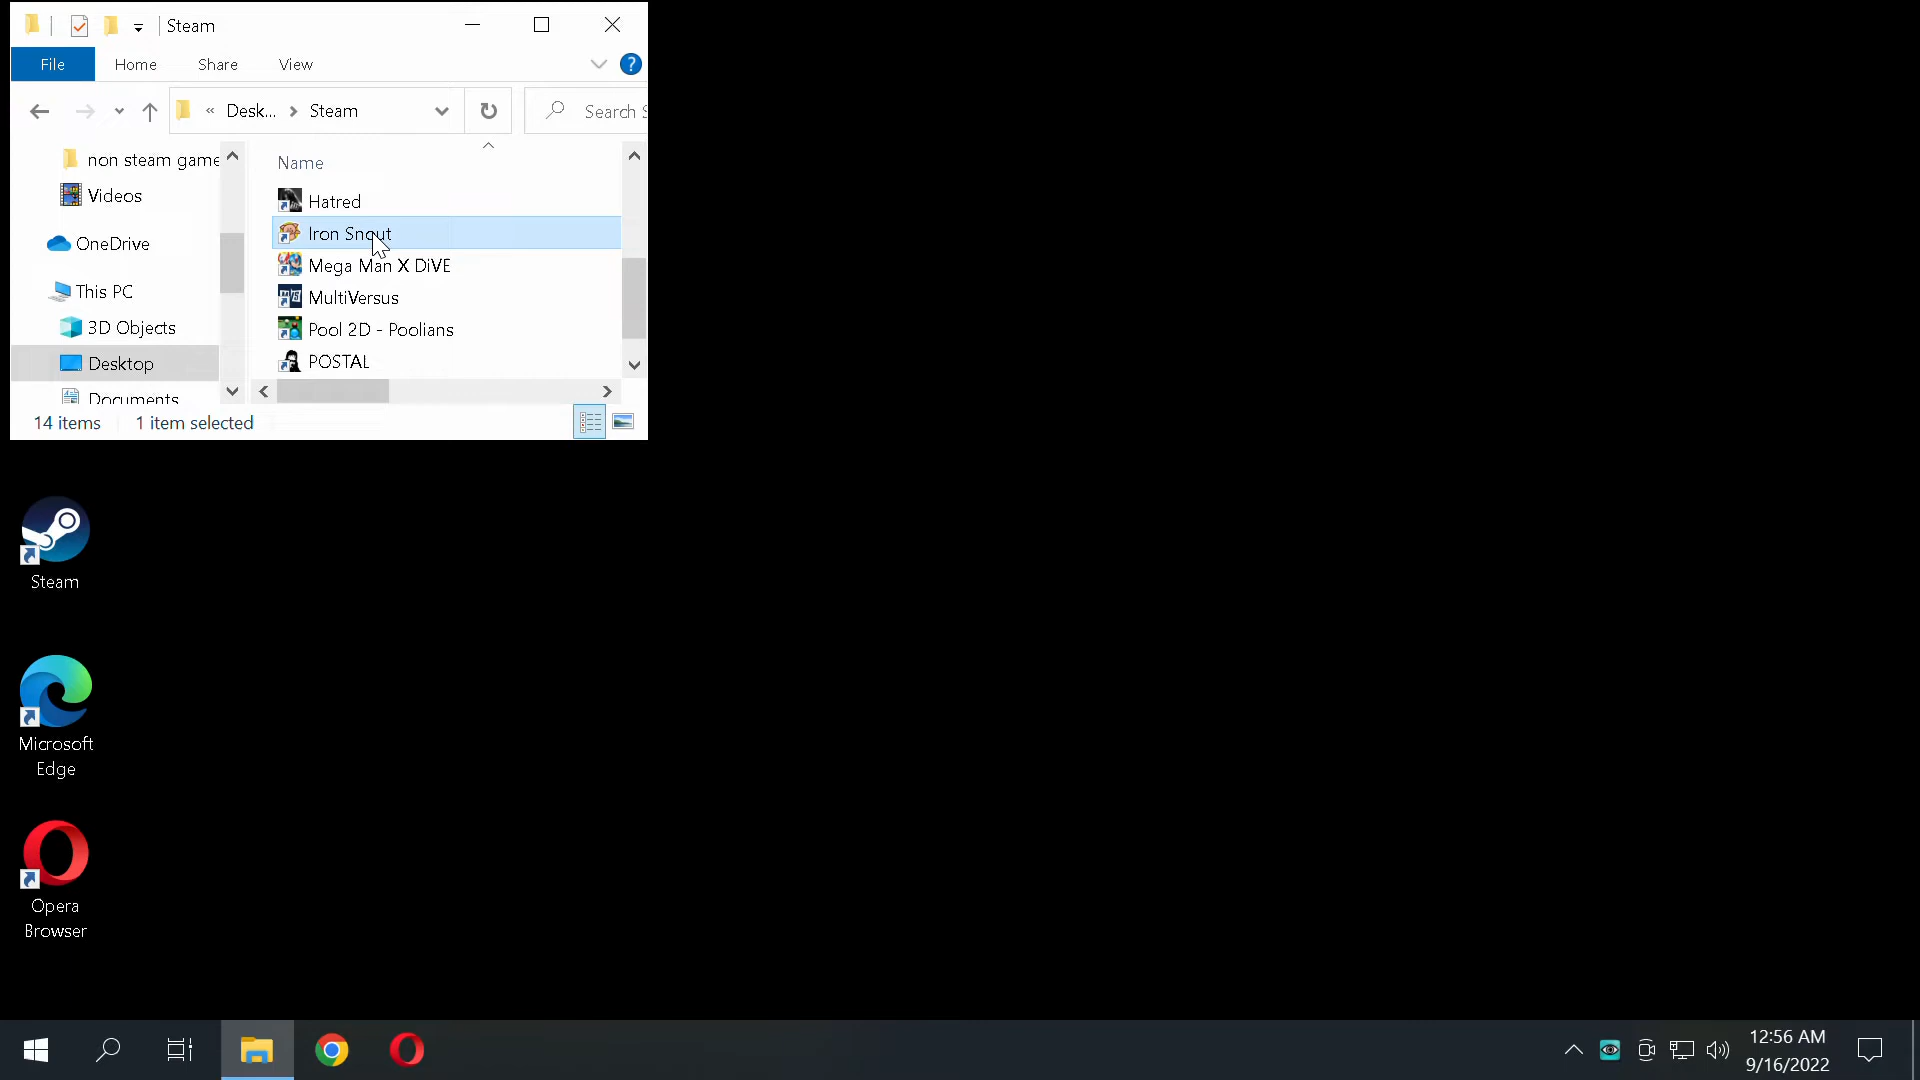 Steam
File Home Share View
« Desk... Steam Search S
non steam game
Videos
OneDrive
This PC
3D Objects
Desktop
Documents
Name
Hatred
Iron Snout
Mega Man X DiVE
MultiVersus
Pool 2D - Poolians
POSTAL
14 items 1 item selected
Steam
Microsoft
Edge
Opera
Browser
12:56 AM
9/16/2022